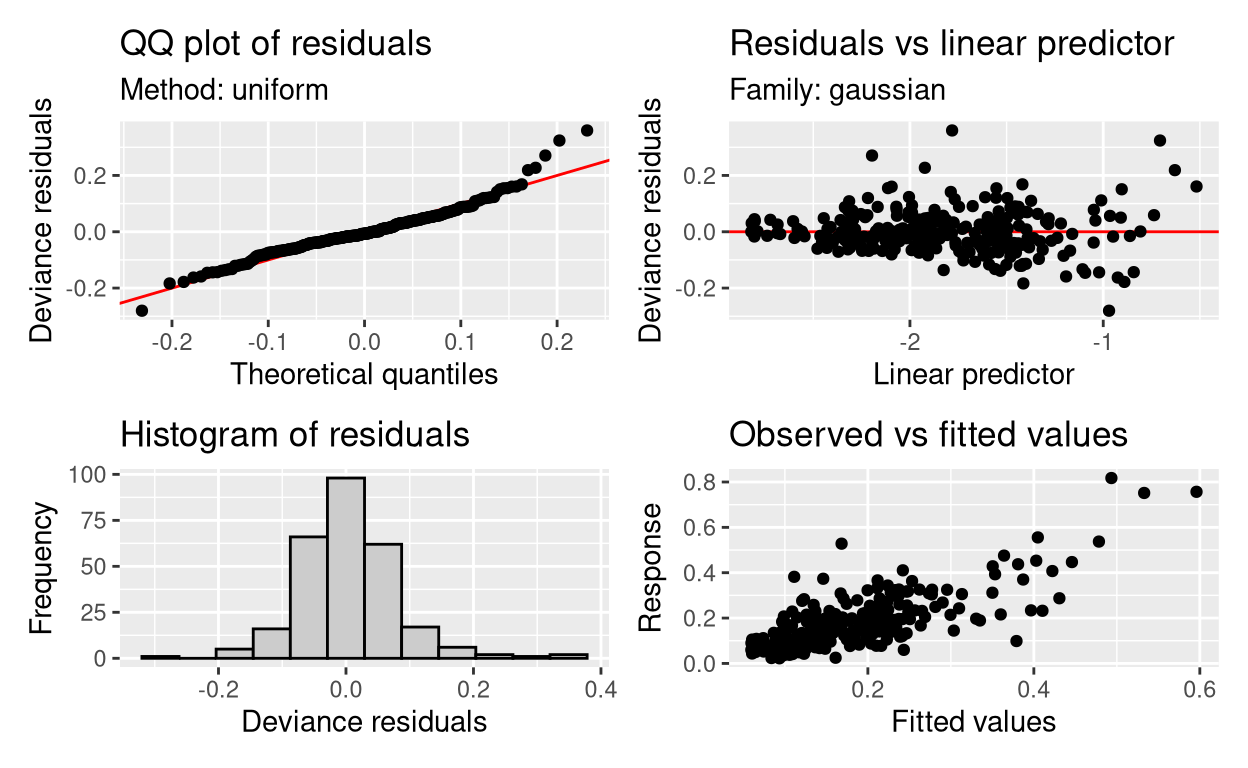 QQ plot of residuals
Method: uniform
Deviance residuals
0.2
0.0
-0.2
-0.2
-0.1
0.0
0.1
0.2
Theoretical quantiles
Residuals vs linear predictor
Family: gaussian
Deviance residuals
0.2
0.0
-0.2
-2
-1
Linear predictor
Histogram of residuals
Frequency
100
75
50
25
0
-0.2
0.0
0.2
0.4
Deviance residuals
Observed vs fitted values
Response
0.8
0.6
0.4
0.2
0.0
0.2
0.4
0.6
Fitted values